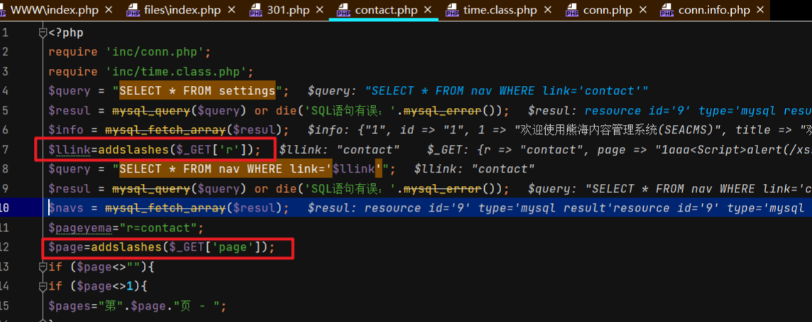 WWW\index.php × files\index.php × 301.php × contact.php × time.class.php × conn.php × conn.info.php ×
1 <?php
2 require 'inc/conn.php';
3 require 'inc/time.class.php';
4 $query = "SELECT * FROM settings"; $query: "SELECT * FROM nav WHERE link='contact'"
5 $resul = mysql_query($query) or die('SQL语句有误：'.mysql_error()); $resul: resource id='9' type='mysql resu
6 $info = mysql_fetch_array($resul); $info: {"1", id => "1", 1 => "欢迎使用熊海内容管理系统(SEACMS)", title => "欢
7 $llink=addslashes($_GET['r']); $llink: "contact" $_GET: {r => "contact", page => "1aaa<Script>alert(/xs
8 $query = "SELECT * FROM nav WHERE link='$llink'"; $llink: "contact"
9 $resul = mysql_query($query) or die('SQL语句有误：'.mysql_error()); $query: "SELECT * FROM nav WHERE link='c
10 $navs = mysql_fetch_array($resul); $resul: resource id='9' type='mysql result'resource id='9' type='mysql
11 $pageyema="r=contact";
12 $page=addslashes($_GET['page']);
13 if ($page<>""){
14 if ($page<>1){
15 $pages="第".$page."页 - ";